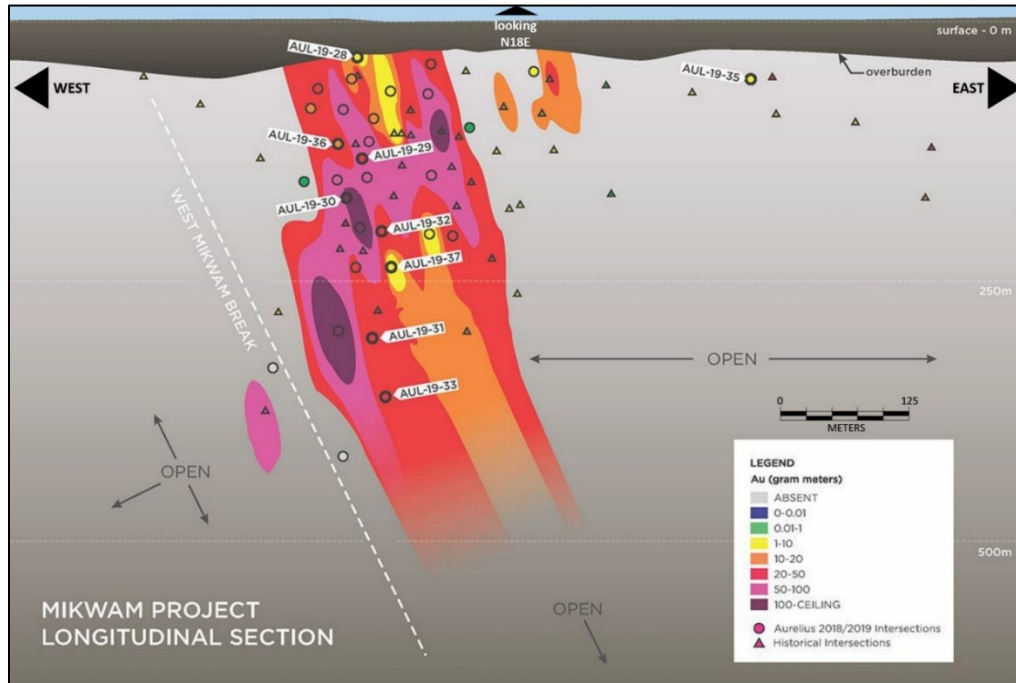 looking
N18E
surface - 0 m
AUL-19-28
AUL-19-35
overburden
WEST
EAST
AUL-19-36
AUL-19-29
AUL-19-30
AUL-19-32
AUL-19-37
WEST MIKWAM BREAK
250m
AUL-19-31
OPEN
AUL-19-33
0 125
METERS
OPEN
LEGEND
Au (gram meters)
ABSENT
0-0.01
0.01-1
1-10
10-20
20-50
50-100
100-CEILING
Aurelius 2018/2019 Intersections
Historical Intersections
500m
MIKWAM PROJECT
LONGITUDINAL SECTION
OPEN